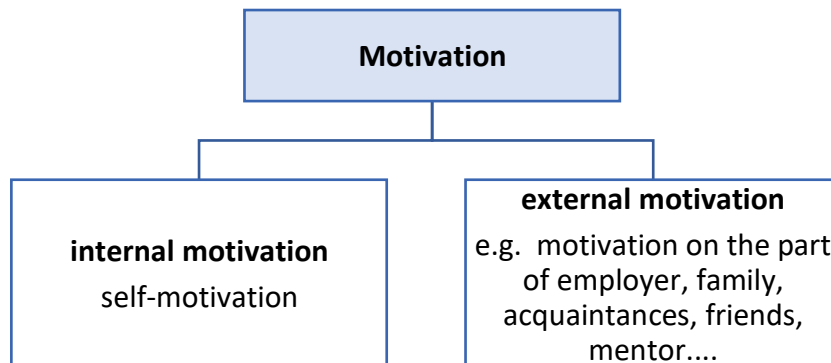 Motivation
internal motivation
self-motivation
external motivation
e.g. motivation on the part
of employer, family,
acquaintances, friends,
mentor....